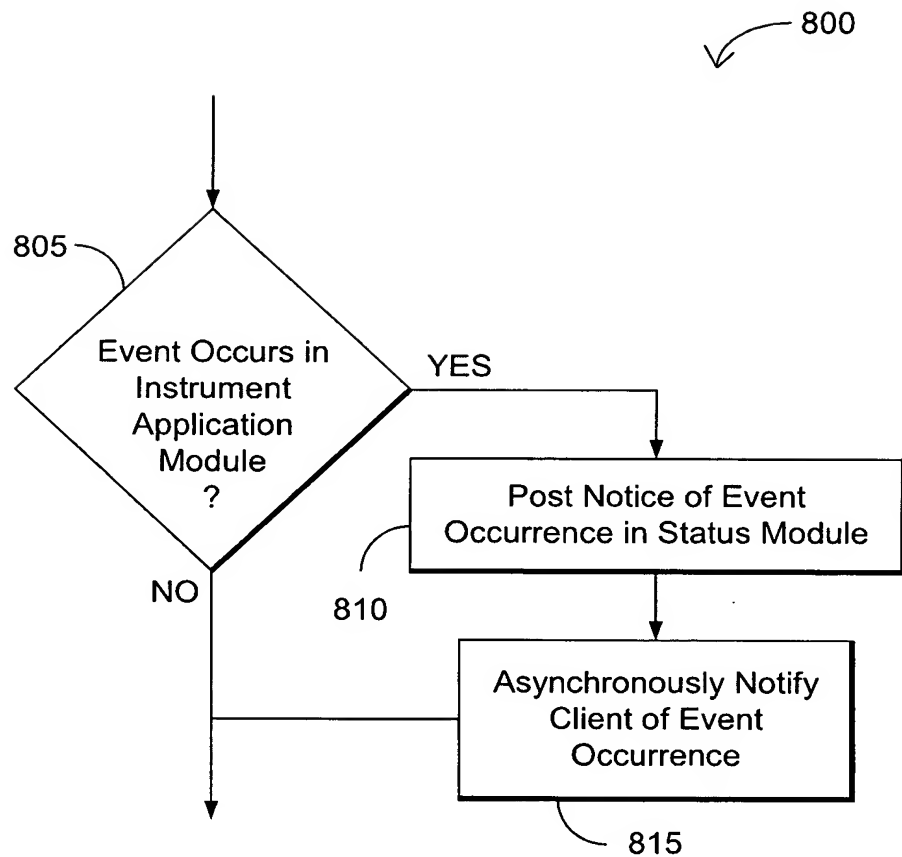 800
805
Event Occurs in
Instrument
Application
Module
?
YES
Post Notice of Event
Occurrence in Status Module
NO
810
Asynchronously Notify
Client of Event
Occurrence
815